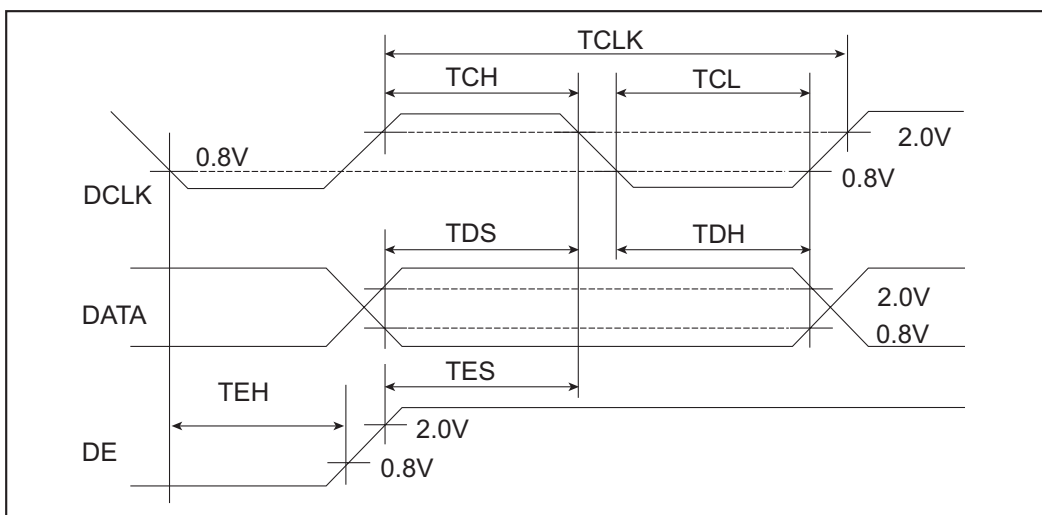 TCLK
TCH
TCL
2.0V
0.8V
0.8V
DCLK
TDS
TDH
DATA
2.0V
0.8V
TES
TEH
2.0V
DE
0.8V